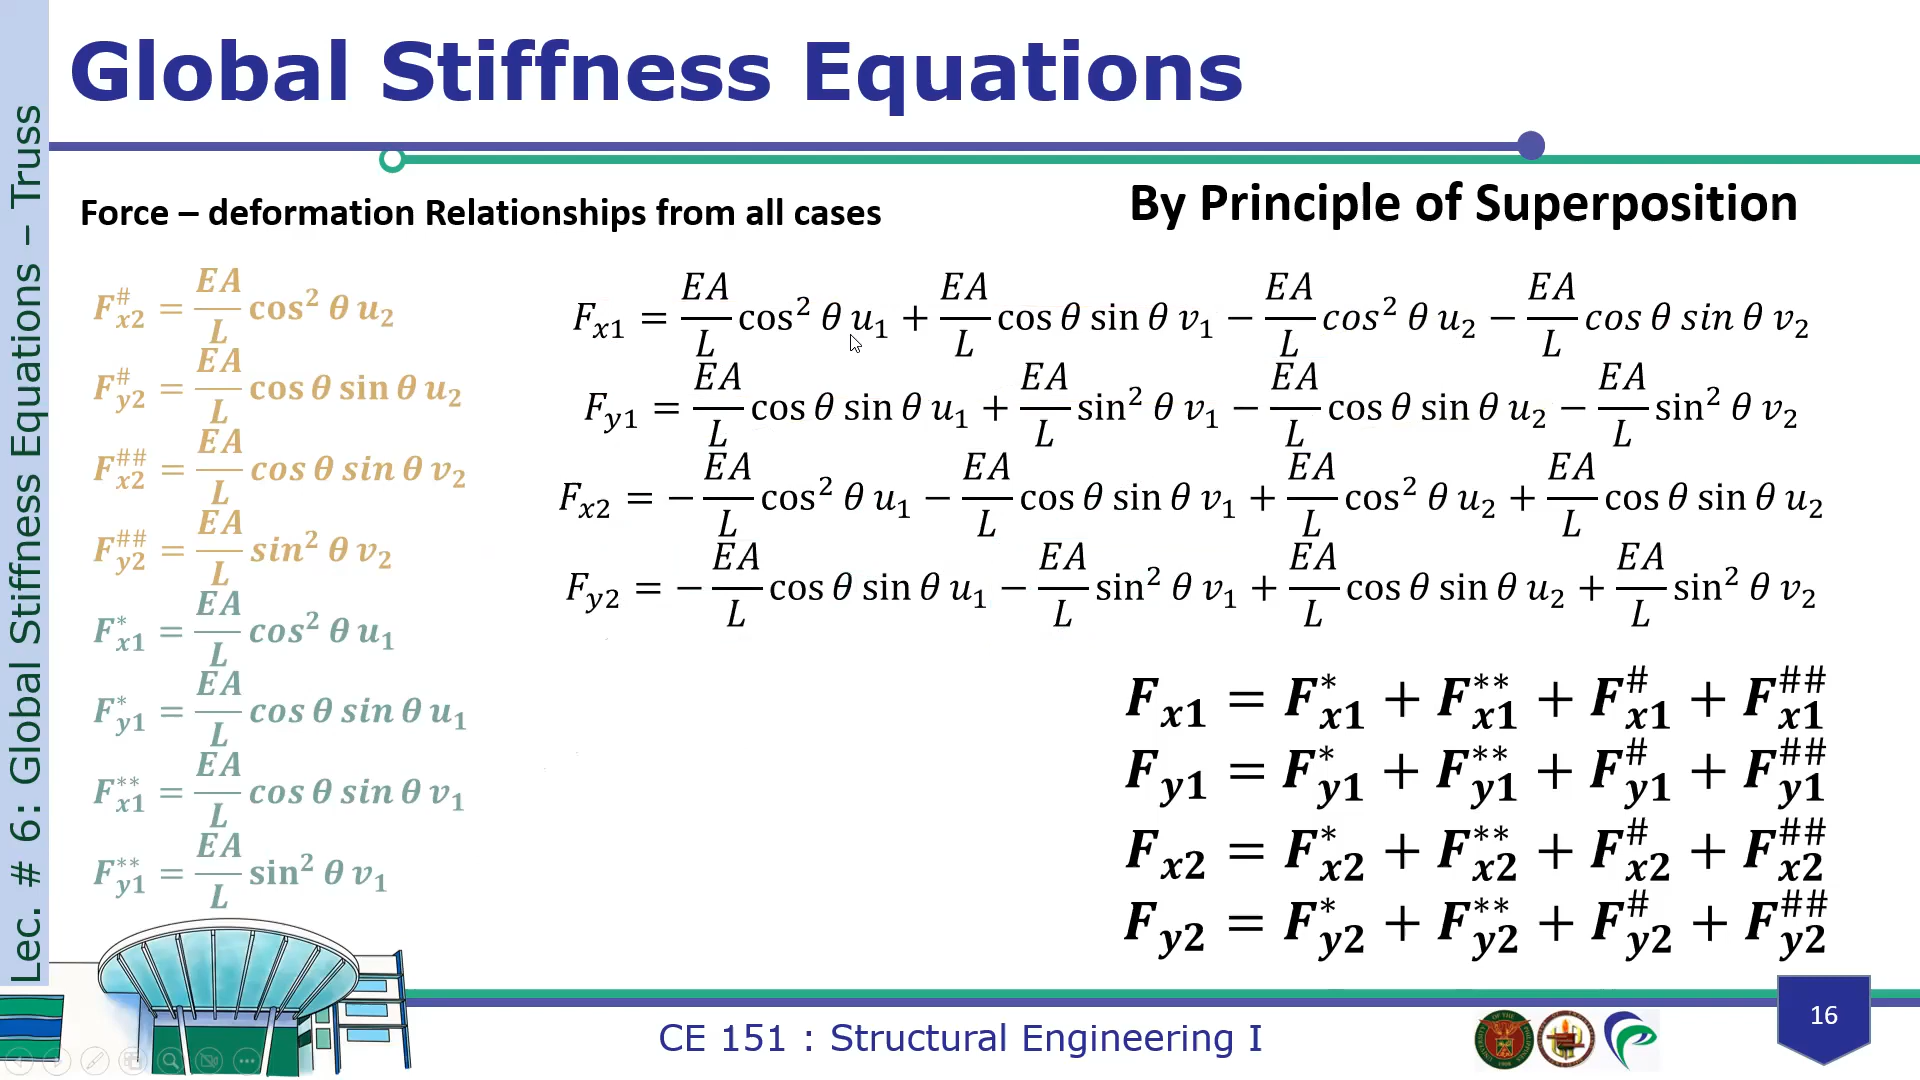 Global Stiffness Equations
Lec. # 6: Global Stiffness Equations – Truss
Force – deformation Relationships from all cases
F#x2 = EA/L cos² θ u₂
F#y2 = EA/L cos θ sin θ u₂
F##x2 = EA/L cos θ sin θ v₂
F##y2 = EA/L sin² θ v₂
F*x1 = EA/L cos² θ u₁
F*y1 = EA/L cos θ sin θ u₁
F**x1 = EA/L cos θ sin θ v₁
F**y1 = EA/L sin² θ v₁
By Principle of Superposition
Fx1 = EA/L cos² θ u₁ + EA/L cos θ sin θ v₁ − EA/L cos² θ u₂ − EA/L cos θ sin θ v₂
Fy1 = EA/L cos θ sin θ u₁ + EA/L sin² θ v₁ − EA/L cos θ sin θ u₂ − EA/L sin² θ v₂
Fx2 = − EA/L cos² θ u₁ − EA/L cos θ sin θ v₁ + EA/L cos² θ u₂ + EA/L cos θ sin θ u₂
Fy2 = − EA/L cos θ sin θ u₁ − EA/L sin² θ v₁ + EA/L cos θ sin θ u₂ + EA/L sin² θ v₂
Fx1 = F*x1 + F**x1 + F#x1 + F##x1
Fy1 = F*y1 + F**y1 + F#y1 + F##y1
Fx2 = F*x2 + F**x2 + F#x2 + F##x2
Fy2 = F*y2 + F**y2 + F#y2 + F##y2
CE 151 : Structural Engineering I
16